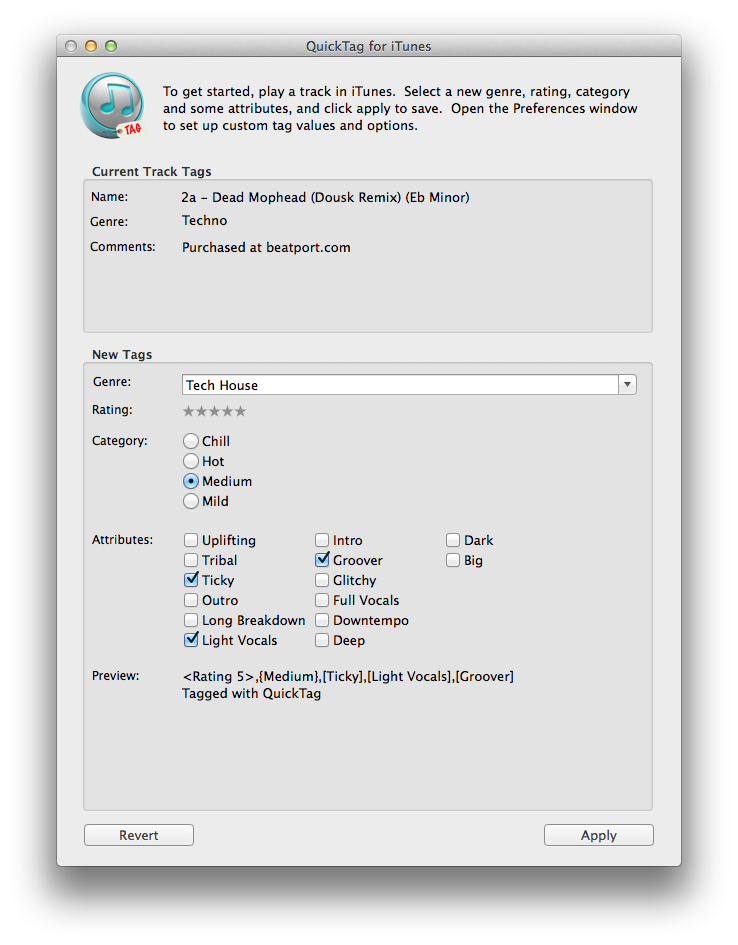 QuickTag for iTunes
To get started, play a track in iTunes. Select a new genre, rating, category
and some attributes, and click apply to save. Open the Preferences window
to set up custom tag values and options.
TAG
Current Track Tags
Name: 2a – Dead Mophead (Dousk Remix) (Eb Minor)
Genre: Techno
Comments: Purchased at beatport.com
New Tags
Genre: Tech House
Rating: ★★★★★
Category: Chill
Hot
Medium
Mild
Attributes: Uplifting Intro Dark
Tribal Groover Big
Ticky Glitchy
Outro Full Vocals
Long Breakdown Downtempo
Light Vocals Deep
Preview: <Rating 5>,{Medium},[Ticky],[Light Vocals],[Groover]
Tagged with QuickTag
Revert Apply